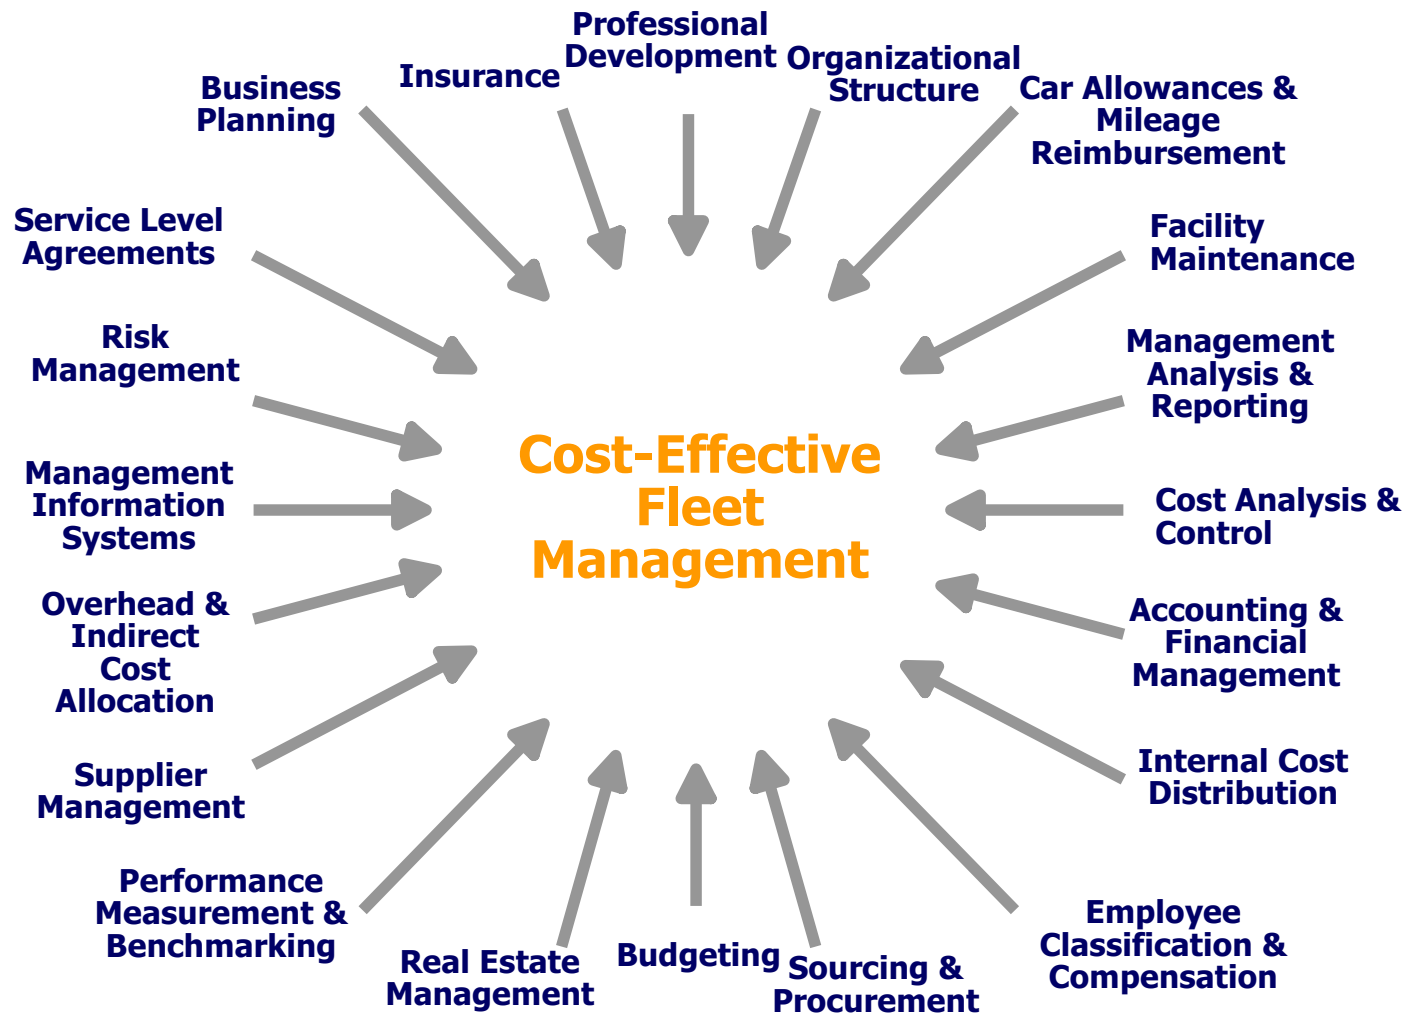 Professional
Development
Organizational
Structure
Insurance
Business
Planning
Car Allowances &
Mileage
Reimbursement
Service Level
Agreements
Facility
Maintenance
Risk
Management
Management
Analysis &
Reporting
Cost-Effective
Fleet
Management
Management
Information
Systems
Cost Analysis &
Control
Overhead &
Indirect
Cost
Allocation
Accounting &
Financial
Management
Supplier
Management
Internal Cost
Distribution
Performance
Measurement &
Benchmarking
Employee
Classification &
Compensation
Real Estate
Management
Budgeting
Sourcing &
Procurement